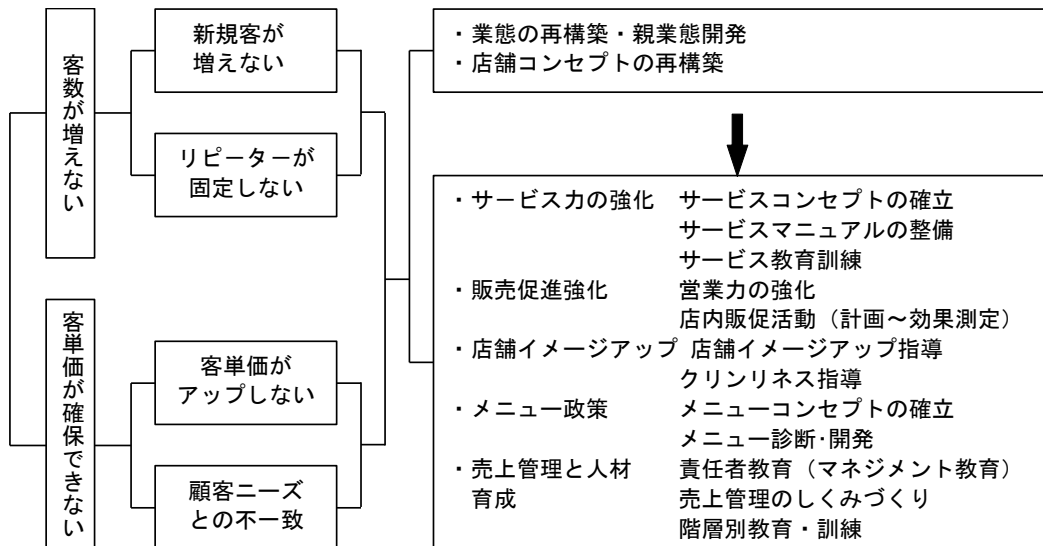 客数が増えない
新規客が
増えない
リピーターが
固定しない
客単価が確保できない
客単価が
アップしない
顧客ニーズ
との不一致
・業態の再構築・親業態開発
・店舗コンセプトの再構築
・サービス力の強化 サービスコンセプトの確立
サービスマニュアルの整備
サービス教育訓練
・販売促進強化 営業力の強化
店内販促活動（計画～効果測定）
・店舗イメージアップ 店舗イメージアップ指導
クリンリネス指導
・メニュー政策 メニューコンセプトの確立
メニュー診断･開発
・売上管理と人材 責任者教育（マネジメント教育）
育成 売上管理のしくみづくり
階層別教育・訓練